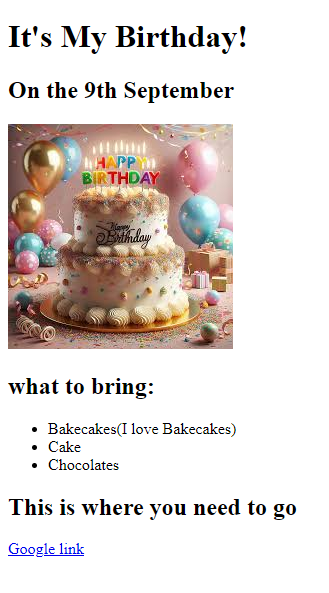 It's My Birthday!
On the 9th September
HAPPY
BIRTHDAY
Happy
Birthday
what to bring:
Bakecakes(I love Bakecakes)
Cake
Chocolates
This is where you need to go
Google link